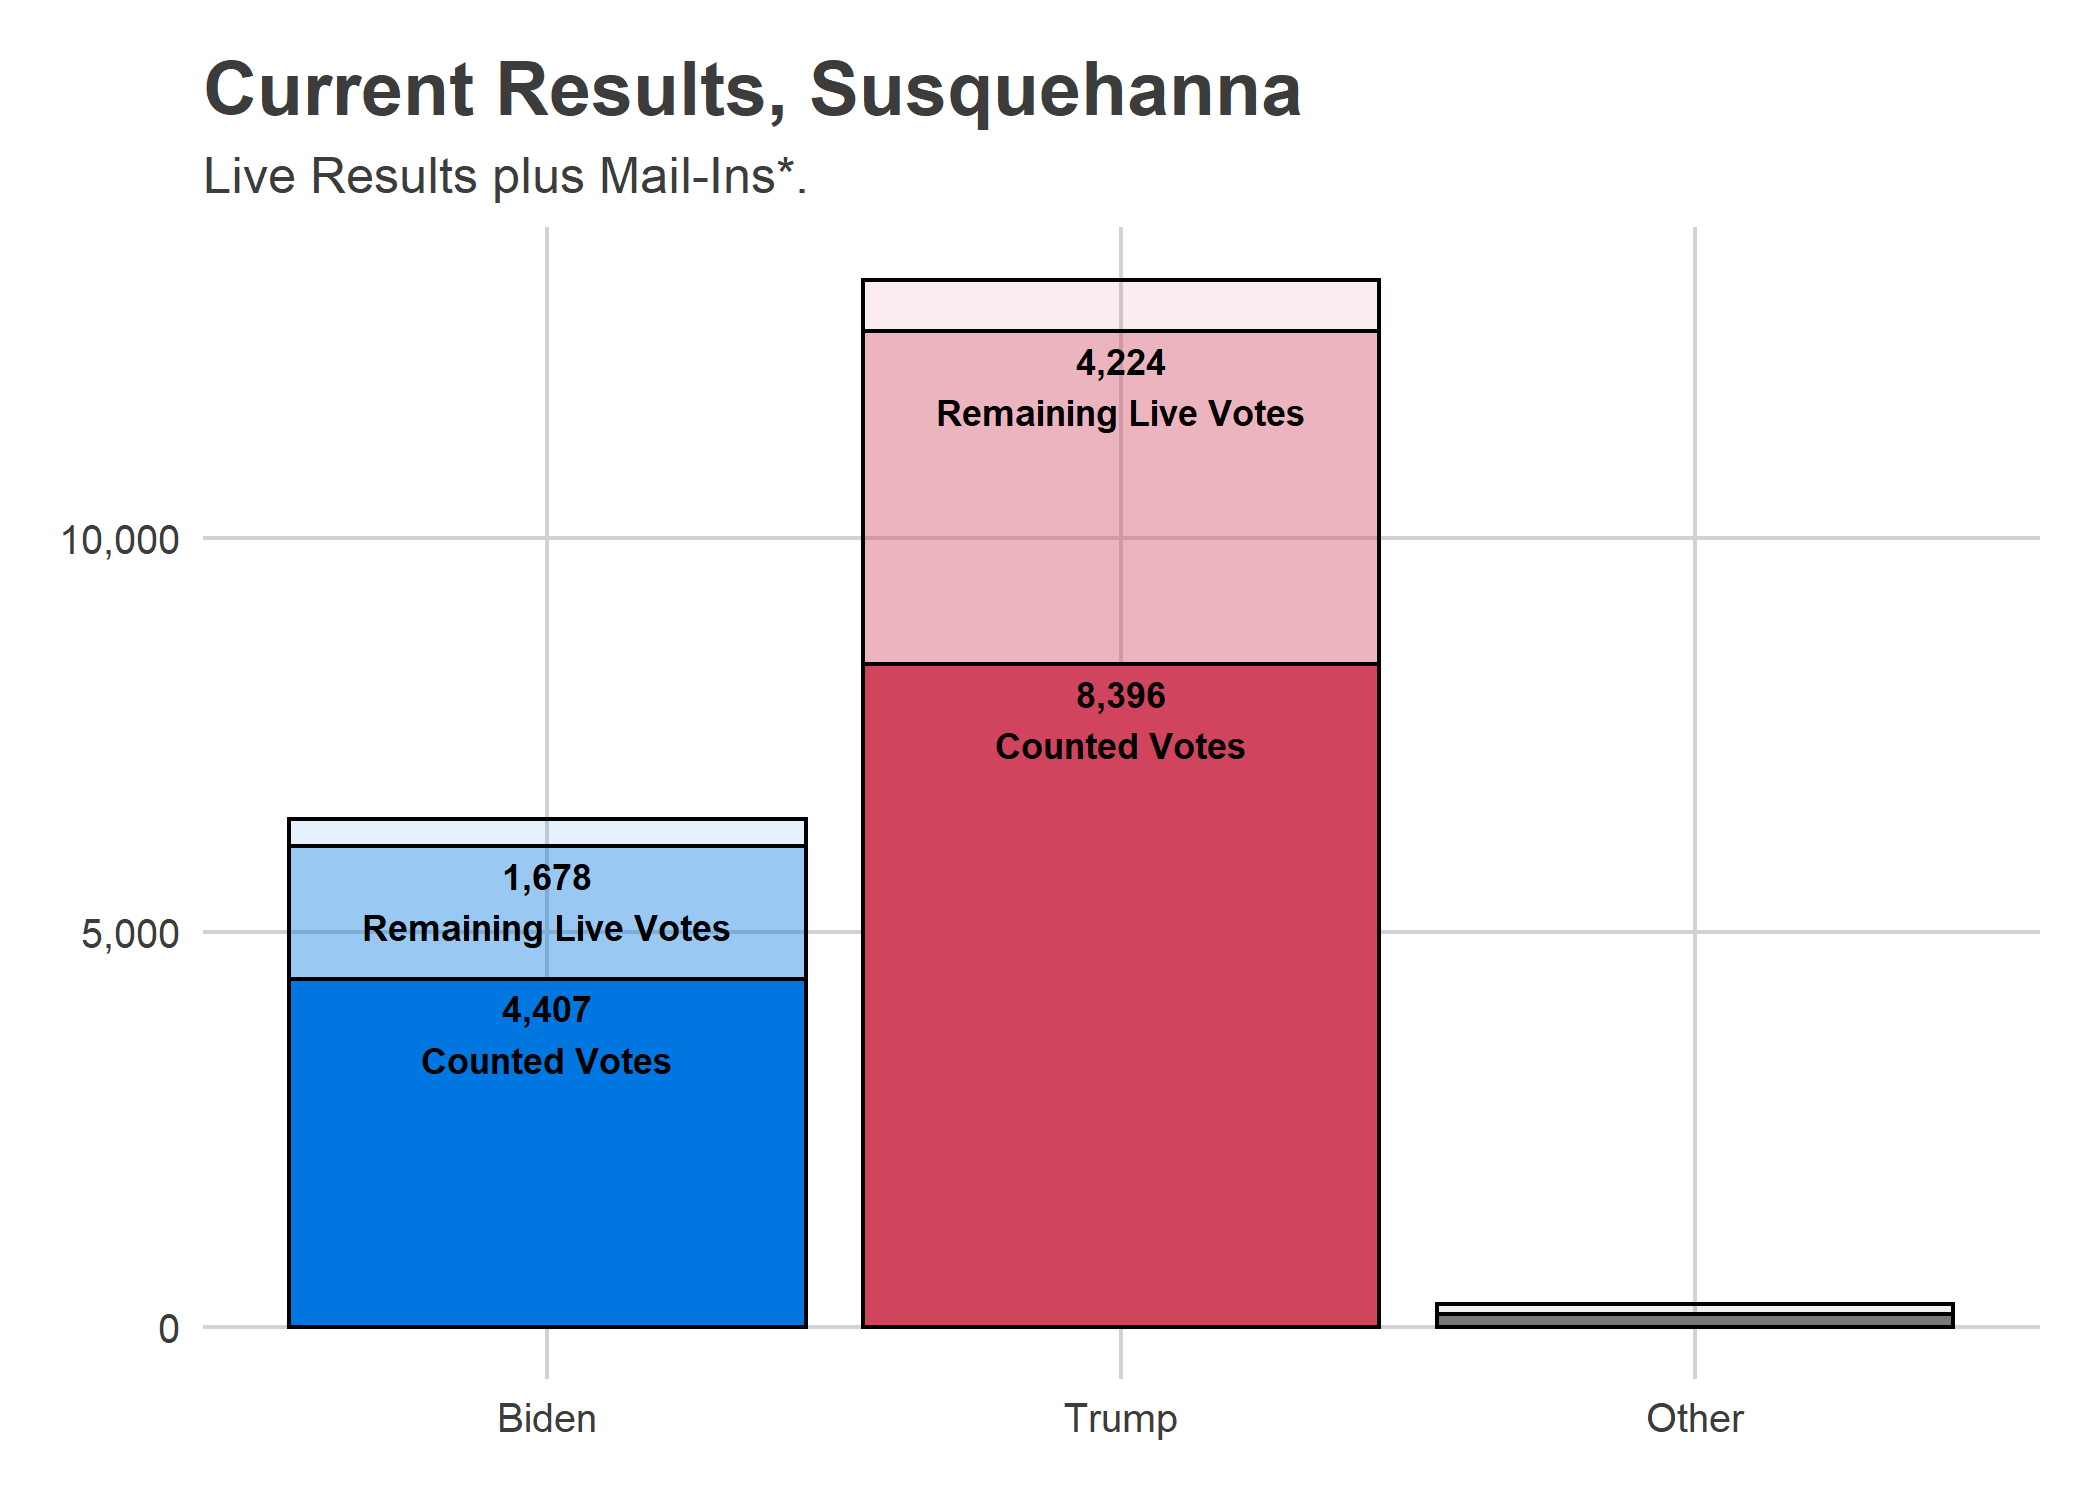 Current Results, Susquehanna
Live Results plus Mail-Ins*.
4,224
Remaining Live Votes
10,000
8,396
Counted Votes
1,678
5,000
Remaining Live Votes
4,407
Counted Votes
0
Biden
Trump
Other